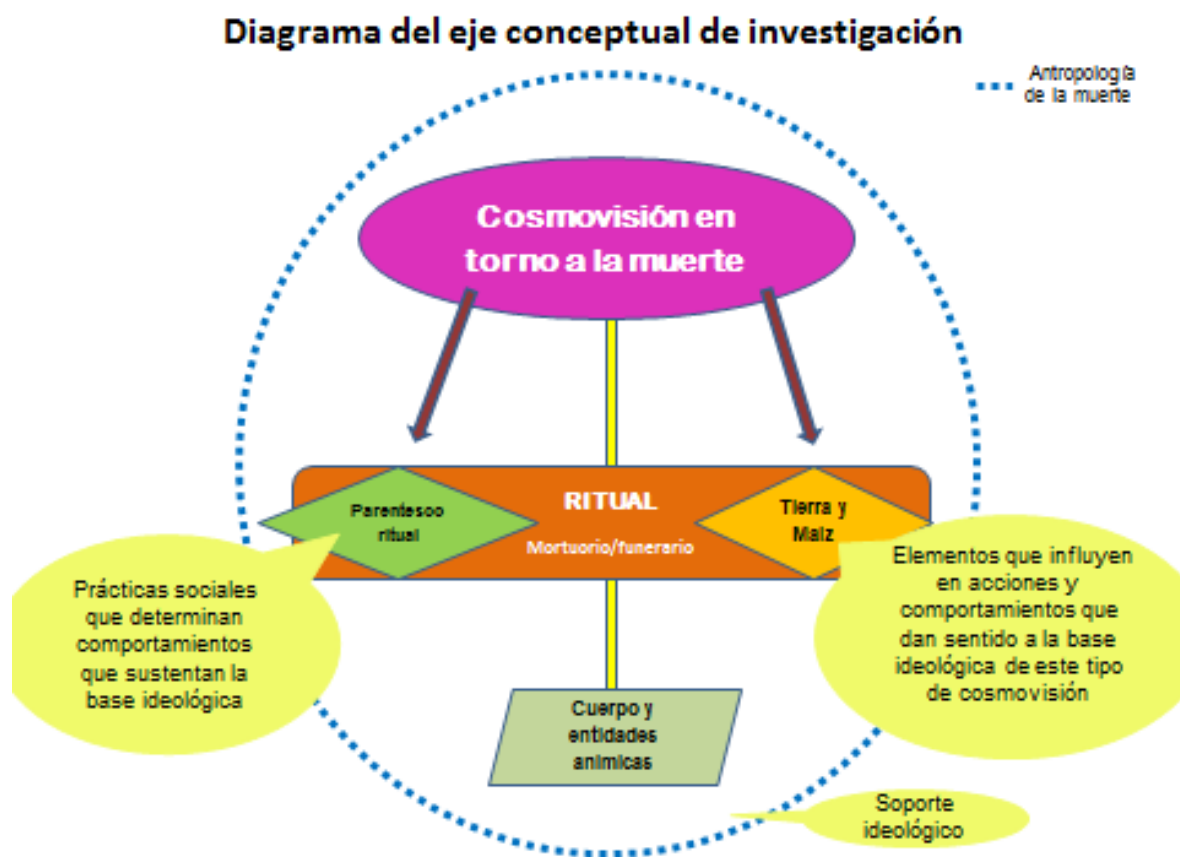 Diagrama del eje conceptual de investigación
Antropología
de la muerte
Cosmovisión en
torno a la muerte
Parentesco
ritual
RITUAL
Mortuorio/funerario
Tierra y
Maíz
Prácticas sociales
que determinan
comportamientos
que sustentan la
base ideológica
Elementos que influyen
en acciones y
comportamientos que
dan sentido a la base
ideológica de este tipo
de cosmovisión
Cuerpo y
entidades
anímicas
Soporte
ideológico